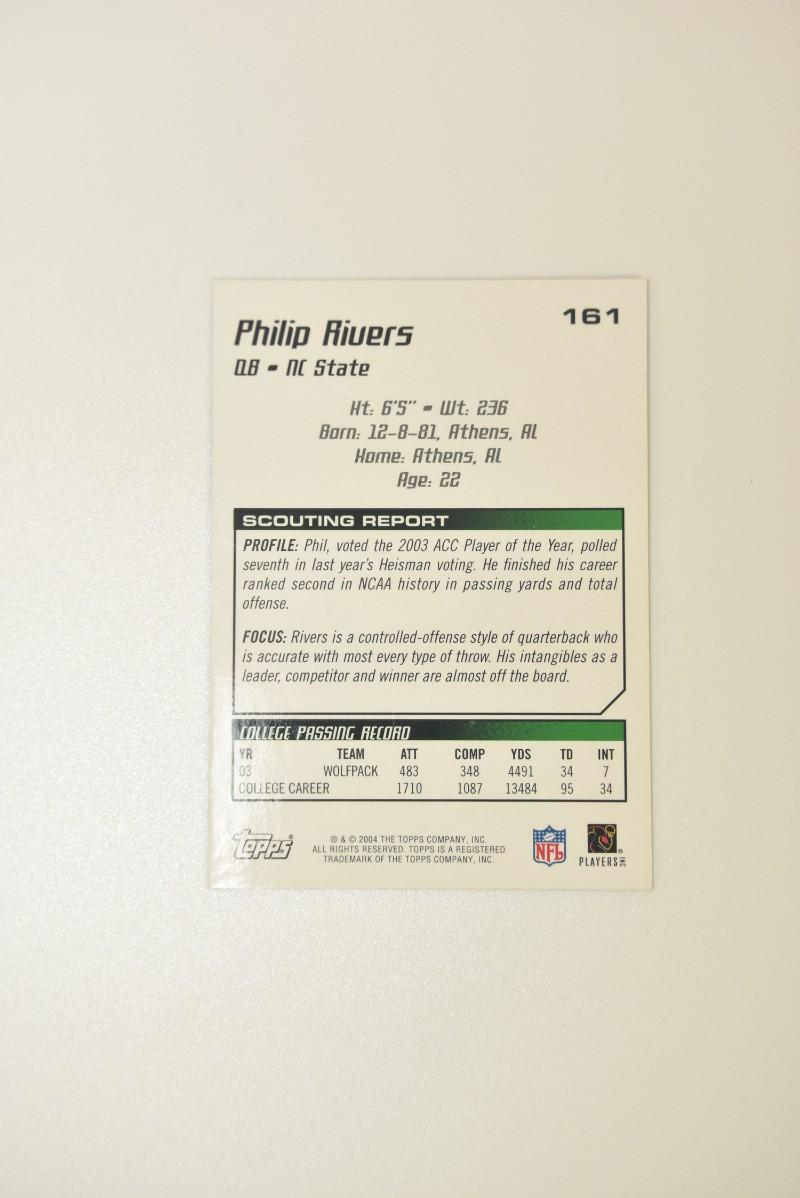 161
Philip Rivers
QB - NC State
Ht: 6'5" - Wt: 236
Born: 12-8-81, Athens, AL
Home: Athens, AL
Age: 22
SCOUTING REPORT
PROFILE: Phil, voted the 2003 ACC Player of the Year, polled
seventh in last year's Heisman voting. He finished his career
ranked second in NCAA history in passing yards and total
offense.
FOCUS: Rivers is a controlled-offense style of quarterback who
is accurate with most every type of throw. His intangibles as a
leader, competitor and winner are almost off the board.
COLLEGE PASSING RECORD
YR TEAM ATT COMP YDS TD INT
03 WOLFPACK 483 348 4491 34 7
COLLEGE CAREER 1710 1087 13484 95 34
Topps®
® & © 2004 THE TOPPS COMPANY, INC.
ALL RIGHTS RESERVED. TOPPS IS A REGISTERED
TRADEMARK OF THE TOPPS COMPANY, INC.
NFL
PLAYERS INC